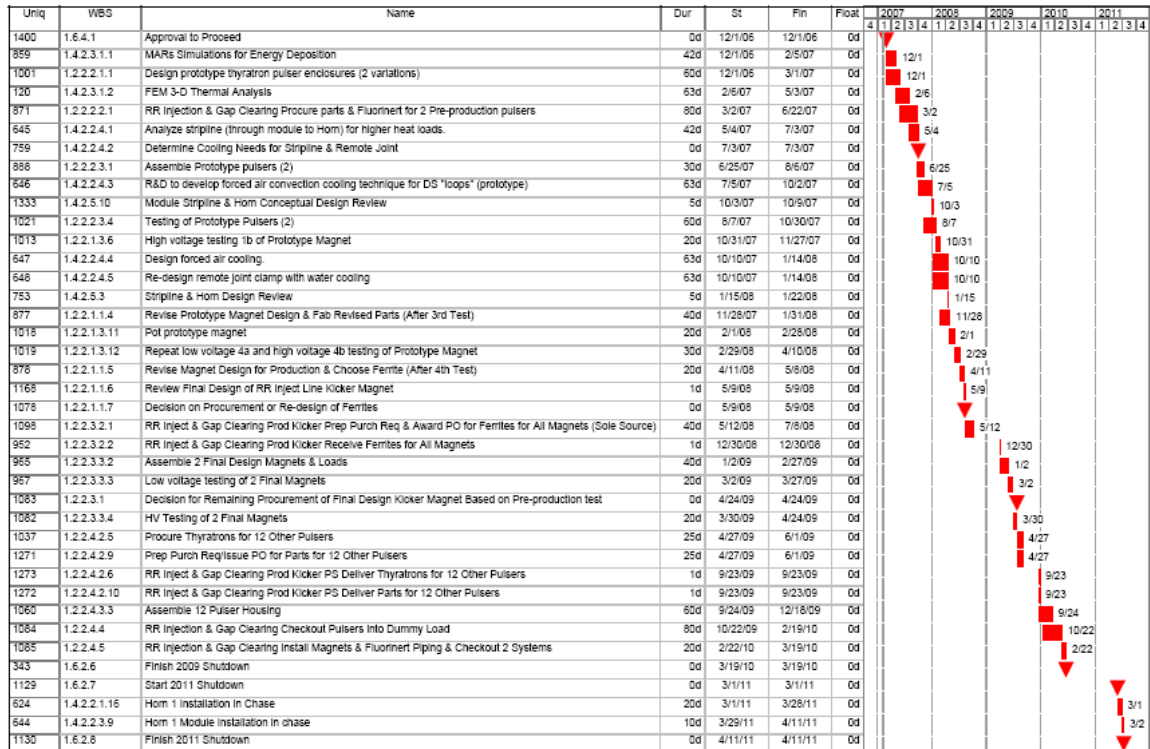 Uniq WBS Name Dur St Fin Float 2007 2008 2009 2010 2011
4 1 2 3 4 1 2 3 4 1 2 3 4 1 2 3 4 1 2 3 4
1400 1.6.4.1 Approval to Proceed 0d 12/1/06 12/1/06 0d
859 1.4.2.3.1.1 MARs Simulations for Energy Deposition 42d 12/1/06 2/5/07 0d 12/1
1001 1.2.2.2.1.1 Design prototype thyratron pulser enclosures (2 variations) 60d 12/1/06 3/1/07 0d 12/1
120 1.4.2.3.1.2 FEM 3-D Thermal Analysis 63d 2/6/07 5/3/07 0d 2/6
871 1.2.2.2.2.1 RR Injection & Gap Clearing Procure parts & Fluorinert for 2 Pre-production pulsers 80d 3/2/07 6/22/07 0d 3/2
645 1.4.2.2.4.1 Analyze stripline (through module to Horn) for higher heat loads. 42d 5/4/07 7/3/07 0d 5/4
759 1.4.2.2.4.2 Determine Cooling Needs for Stripline & Remote Joint 0d 7/3/07 7/3/07 0d
888 1.2.2.2.3.1 Assemble Prototype pulsers (2) 30d 6/25/07 8/6/07 0d 6/25
646 1.4.2.2.4.3 R&D to develop forced air convection cooling technique for DS "loops" (prototype) 63d 7/5/07 10/2/07 0d 7/5
1333 1.4.2.5.10 Module Stripline & Horn Conceptual Design Review 5d 10/3/07 10/9/07 0d 10/3
1021 1.2.2.2.3.4 Testing of Prototype Pulsers (2) 60d 8/7/07 10/30/07 0d 8/7
1013 1.2.2.1.3.6 High voltage testing 1b of Prototype Magnet 20d 10/31/07 11/27/07 0d 10/31
647 1.4.2.2.4.4 Design forced air cooling. 63d 10/10/07 1/14/08 0d 10/10
648 1.4.2.2.4.5 Re-design remote joint clamp with water cooling 63d 10/10/07 1/14/08 0d 10/10
753 1.4.2.5.3 Stripline & Horn Design Review 5d 1/15/08 1/22/08 0d 1/15
877 1.2.2.1.1.4 Revise Prototype Magnet Design & Fab Revised Parts (After 3rd Test) 40d 11/28/07 1/31/08 0d 11/28
1018 1.2.2.1.3.11 Pot prototype magnet 20d 2/1/08 2/28/08 0d 2/1
1019 1.2.2.1.3.12 Repeat low voltage 4a and high voltage 4b testing of Prototype Magnet 30d 2/29/08 4/10/08 0d 2/29
878 1.2.2.1.1.5 Revise Magnet Design for Production & Choose Ferrite (After 4th Test) 20d 4/11/08 5/8/08 0d 4/11
1168 1.2.2.1.1.6 Review Final Design of RR Inject Line Kicker Magnet 1d 5/9/08 5/9/08 0d 5/9
1078 1.2.2.1.1.7 Decision on Procurement or Re-design of Ferrites 0d 5/9/08 5/9/08 0d
1098 1.2.2.3.2.1 RR Inject & Gap Clearing Prod Kicker Prep Purch Req & Award PO for Ferrites for All Magnets (Sole Source) 40d 5/12/08 7/8/08 0d 5/12
952 1.2.2.3.2.2 RR Inject & Gap Clearing Prod Kicker Receive Ferrites for All Magnets 1d 12/30/08 12/30/08 0d 12/30
965 1.2.2.3.3.2 Assemble 2 Final Design Magnets & Loads 40d 1/2/09 2/27/09 0d 1/2
967 1.2.2.3.3.3 Low voltage testing of 2 Final Magnets 20d 3/2/09 3/27/09 0d 3/2
1083 1.2.2.3.1 Decision for Remaining Procurement of Final Design Kicker Magnet Based on Pre-production test 0d 4/24/09 4/24/09 0d
1082 1.2.2.3.3.4 HV Testing of 2 Final Magnets 20d 3/30/09 4/24/09 0d 3/30
1037 1.2.2.4.2.5 Procure Thyratrons for 12 Other Pulsers 25d 4/27/09 6/1/09 0d 4/27
1271 1.2.2.4.2.9 Prep Purch Req/Issue PO for Parts for 12 Other Pulsers 25d 4/27/09 6/1/09 0d 4/27
1273 1.2.2.4.2.6 RR Inject & Gap Clearing Prod Kicker PS Deliver Thyratrons for 12 Other Pulsers 1d 9/23/09 9/23/09 0d 9/23
1272 1.2.2.4.2.10 RR Inject & Gap Clearing Prod Kicker PS Deliver Parts for 12 Other Pulsers 1d 9/23/09 9/23/09 0d 9/23
1060 1.2.2.4.3.3 Assemble 12 Pulser Housing 60d 9/24/09 12/18/09 0d 9/24
1084 1.2.2.4.4 RR Injection & Gap Clearing Checkout Pulsers Into Dummy Load 80d 10/22/09 2/19/10 0d 10/22
1085 1.2.2.4.5 RR Injection & Gap Clearing Install Magnets & Fluorinert Piping & Checkout 2 Systems 20d 2/22/10 3/19/10 0d 2/22
343 1.6.2.6 Finish 2009 Shutdown 0d 3/19/10 3/19/10 0d
1129 1.6.2.7 Start 2011 Shutdown 0d 3/1/11 3/1/11 0d
624 1.4.2.2.1.16 Horn 1 Installation in Chase 20d 3/1/11 3/28/11 0d 3/1
644 1.4.2.2.3.9 Horn 1 Module Installation in chase 10d 3/29/11 4/11/11 0d 3/2
1130 1.6.2.8 Finish 2011 Shutdown 0d 4/11/11 4/11/11 0d